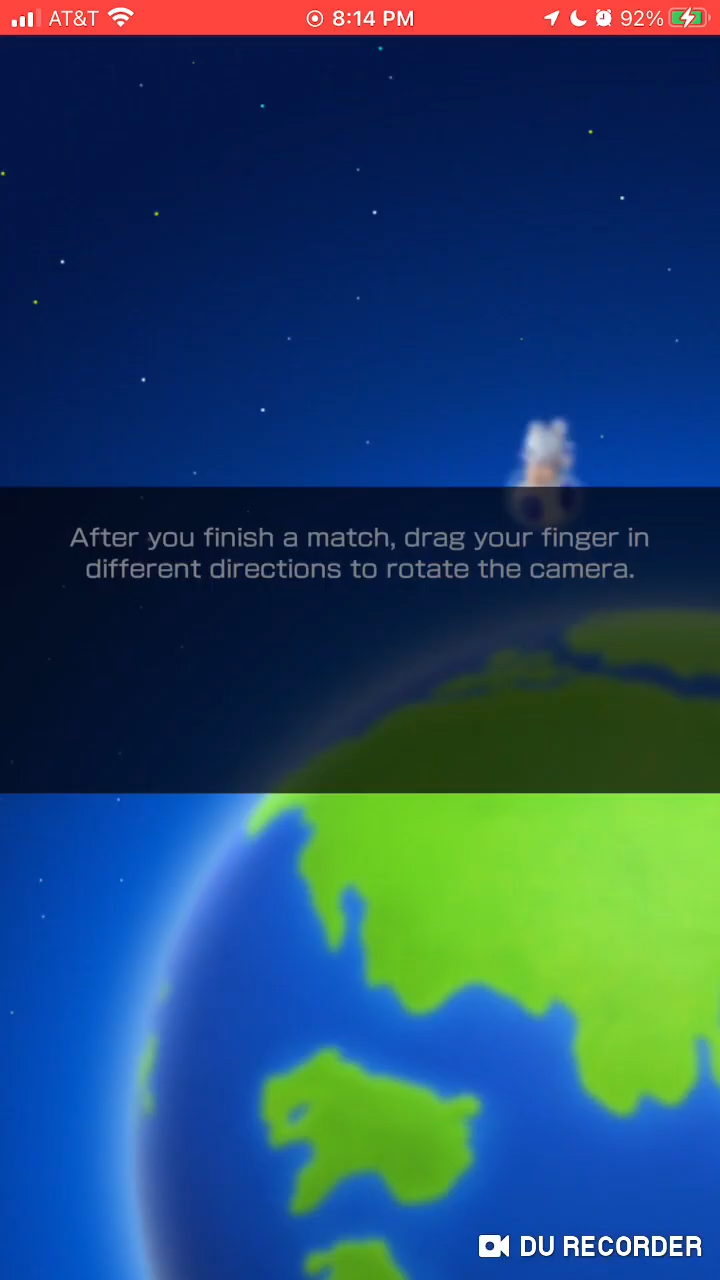 AT&T 8:14 PM 92%
After you finish a match, drag your finger in
different directions to rotate the camera.
DU RECORDER